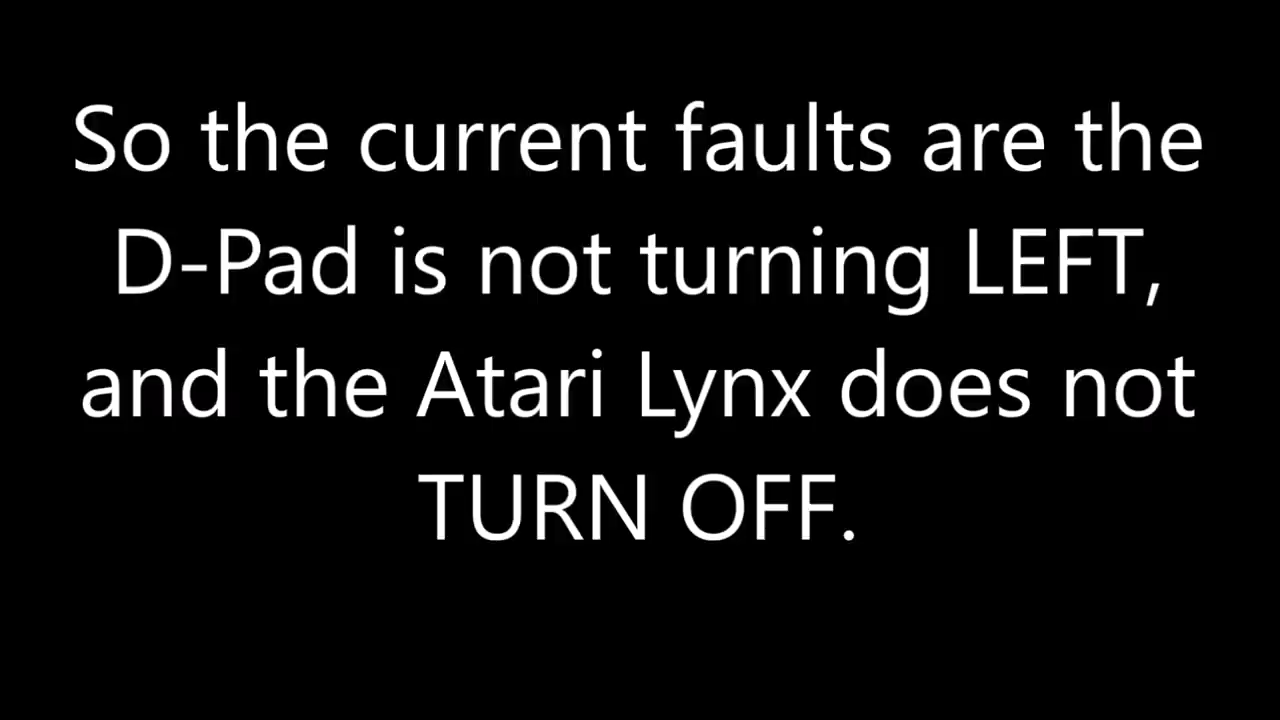 So the current faults are the
D-Pad is not turning LEFT,
and the Atari Lynx does not
TURN OFF.